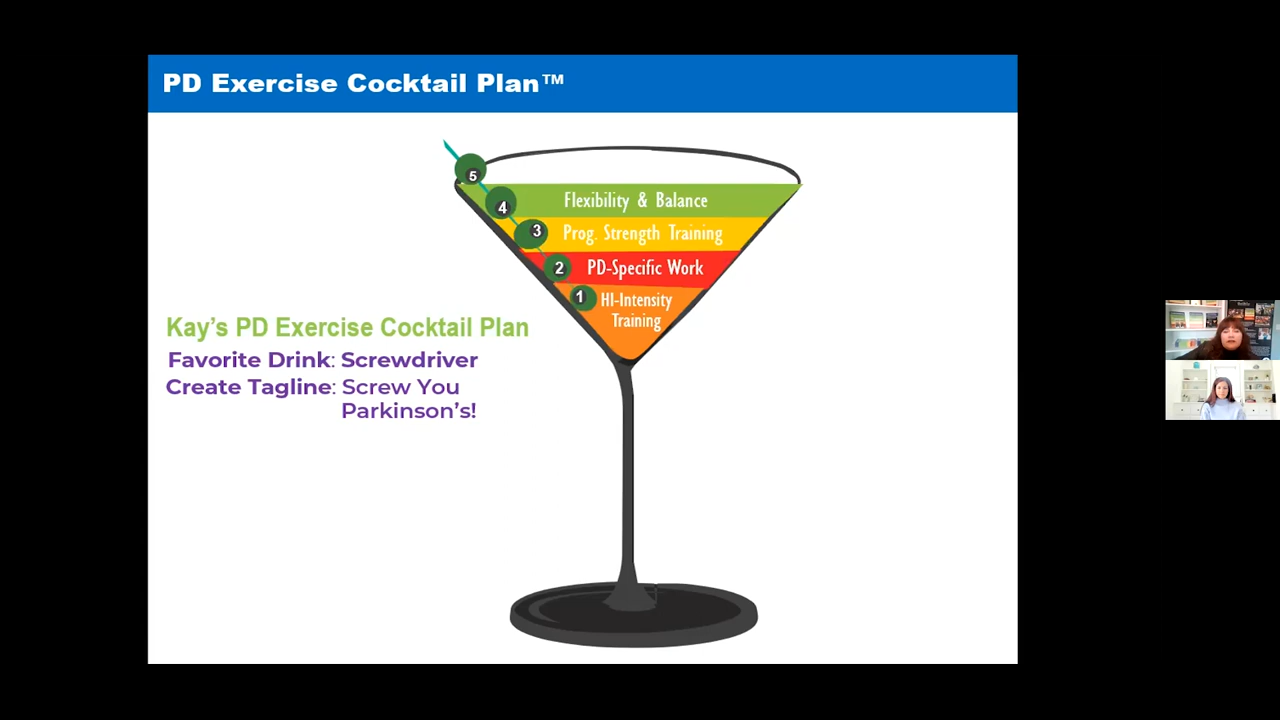 PD Exercise Cocktail Plan™
5
Flexibility & Balance
4
3
Prog. Strength Training
2
PD-Specific Work
1
HI-Intensity
Training
Kay's PD Exercise Cocktail Plan
Favorite Drink: Screwdriver
Create Tagline: Screw You
Parkinson's!